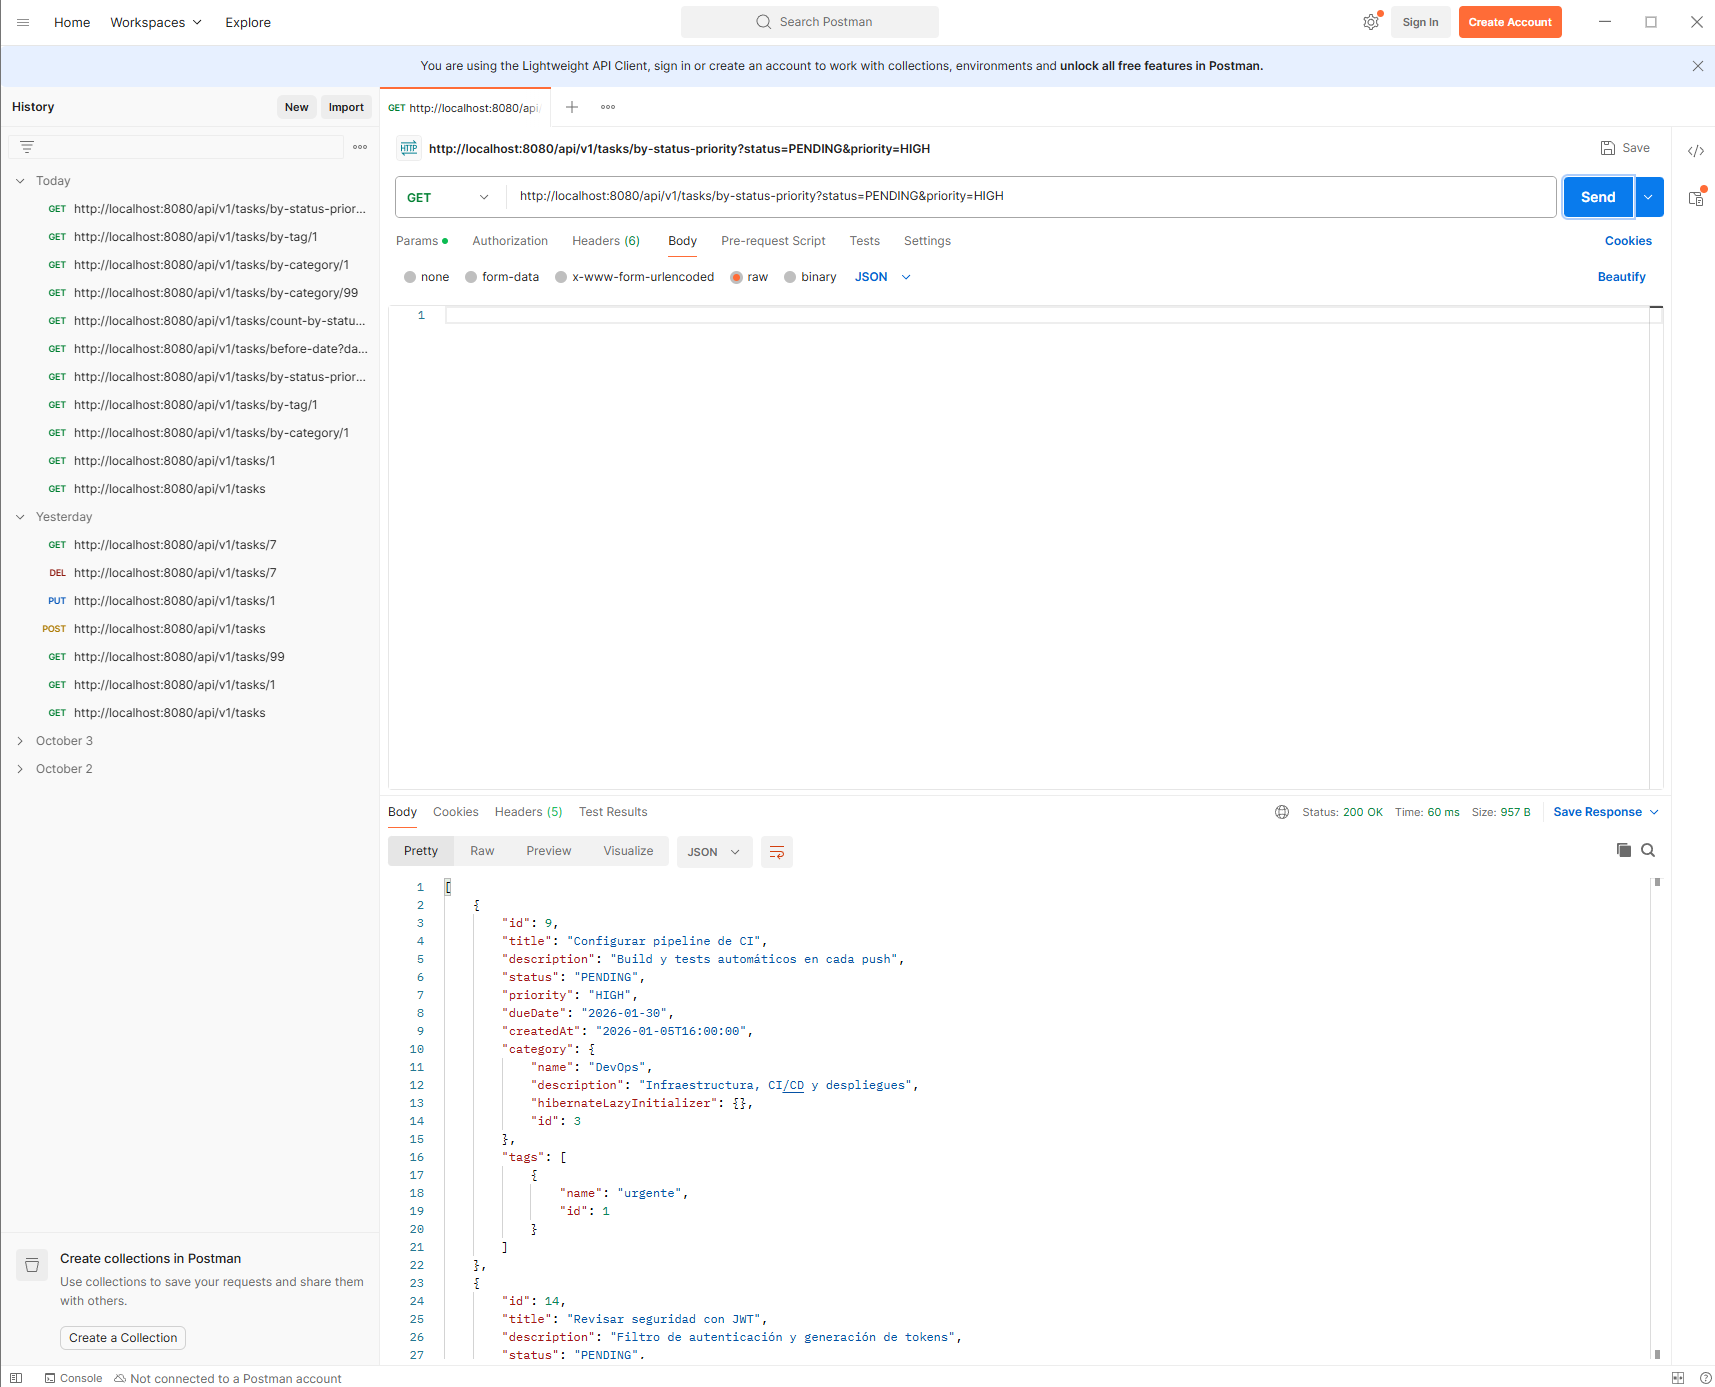 Home Workspaces Explore Search Postman Sign In Create Account
You are using the Lightweight API Client, sign in or create an account to work with collections, environments and unlock all free features in Postman.
History New Import
GET http://localhost:8080/api/
HTTP http://localhost:8080/api/v1/tasks/by-status-priority?status=PENDING&priority=HIGH Save
GET http://localhost:8080/api/v1/tasks/by-status-priority?status=PENDING&priority=HIGH Send
Params Authorization Headers (6) Body Pre-request Script Tests Settings Cookies
none form-data x-www-form-urlencoded raw binary JSON Beautify
1
Today
GET http://localhost:8080/api/v1/tasks/by-status-prior...
GET http://localhost:8080/api/v1/tasks/by-tag/1
GET http://localhost:8080/api/v1/tasks/by-category/1
GET http://localhost:8080/api/v1/tasks/by-category/99
GET http://localhost:8080/api/v1/tasks/count-by-statu...
GET http://localhost:8080/api/v1/tasks/before-date?da...
GET http://localhost:8080/api/v1/tasks/by-status-prior...
GET http://localhost:8080/api/v1/tasks/by-tag/1
GET http://localhost:8080/api/v1/tasks/by-category/1
GET http://localhost:8080/api/v1/tasks/1
GET http://localhost:8080/api/v1/tasks
Yesterday
GET http://localhost:8080/api/v1/tasks/7
DEL http://localhost:8080/api/v1/tasks/7
PUT http://localhost:8080/api/v1/tasks/1
POST http://localhost:8080/api/v1/tasks
GET http://localhost:8080/api/v1/tasks/99
GET http://localhost:8080/api/v1/tasks/1
GET http://localhost:8080/api/v1/tasks
October 3
October 2
Create collections in Postman
Use collections to save your requests and share them
with others.
Create a Collection
Body Cookies Headers (5) Test Results Status: 200 OK Time: 60 ms Size: 957 B Save Response
Pretty Raw Preview Visualize JSON
1 [
2 {
3 "id": 9,
4 "title": "Configurar pipeline de CI",
5 "description": "Build y tests automáticos en cada push",
6 "status": "PENDING",
7 "priority": "HIGH",
8 "dueDate": "2026-01-30",
9 "createdAt": "2026-01-05T16:00:00",
10 "category": {
11 "name": "DevOps",
12 "description": "Infraestructura, CI/CD y despliegues",
13 "hibernateLazyInitializer": {},
14 "id": 3
15 },
16 "tags": [
17 {
18 "name": "urgente",
19 "id": 1
20 }
21 ]
22 },
23 {
24 "id": 14,
25 "title": "Revisar seguridad con JWT",
26 "description": "Filtro de autenticación y generación de tokens",
27 "status": "PENDING",
Console Not connected to a Postman account